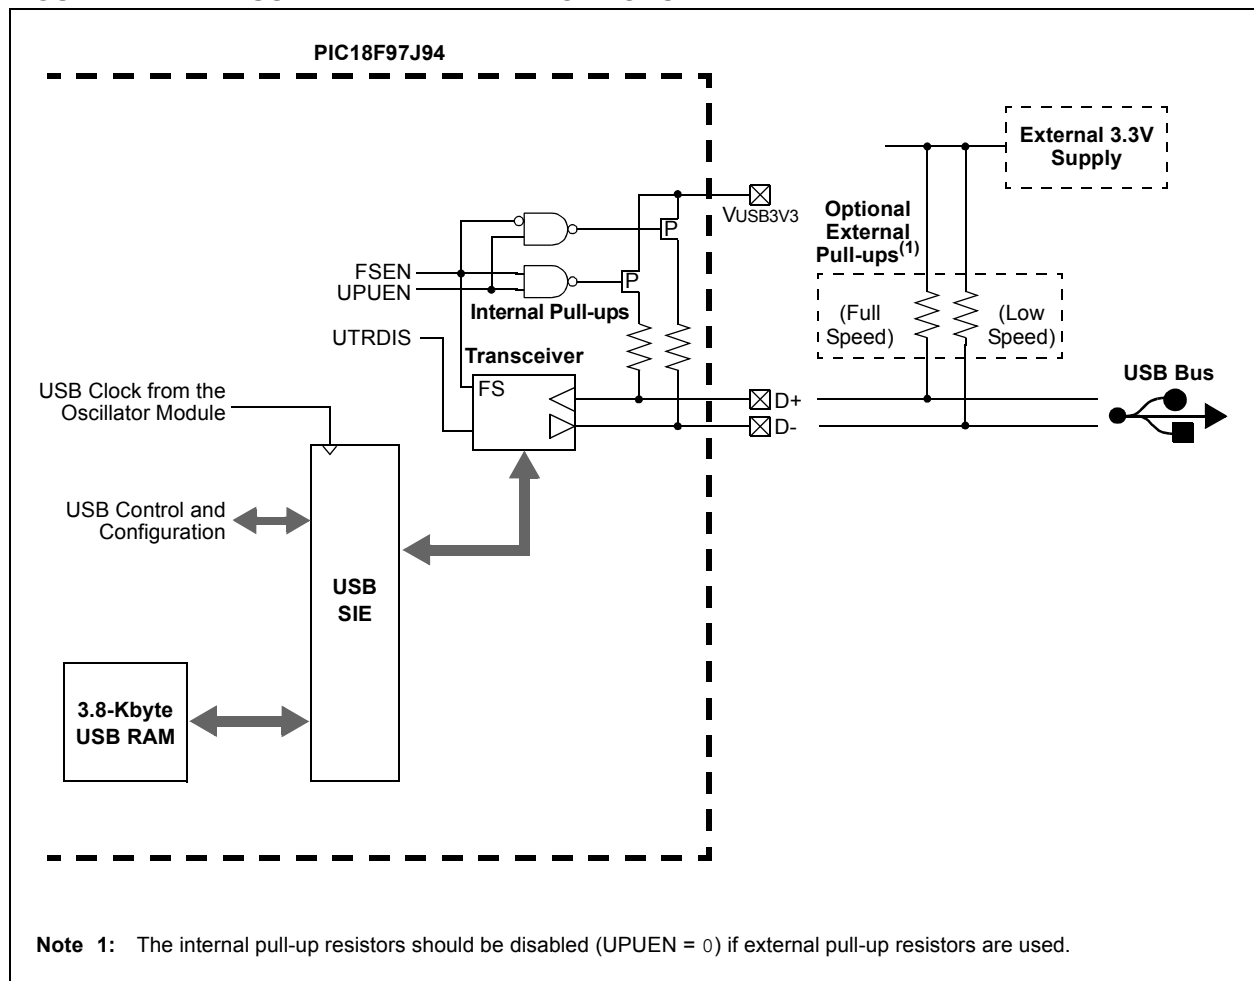 PIC18F97J94
External 3.3V
Supply
VUSB3V3
Optional
External
Pull-ups(1)
P
P
FSEN
UPUEN
Internal Pull-ups
(Full
Speed)
(Low
Speed)
UTRDIS
Transceiver
FS
USB Clock from the
Oscillator Module
D+
D-
USB Bus
USB Control and
Configuration
USB
SIE
3.8-Kbyte
USB RAM
Note 1: The internal pull-up resistors should be disabled (UPUEN = 0) if external pull-up resistors are used.